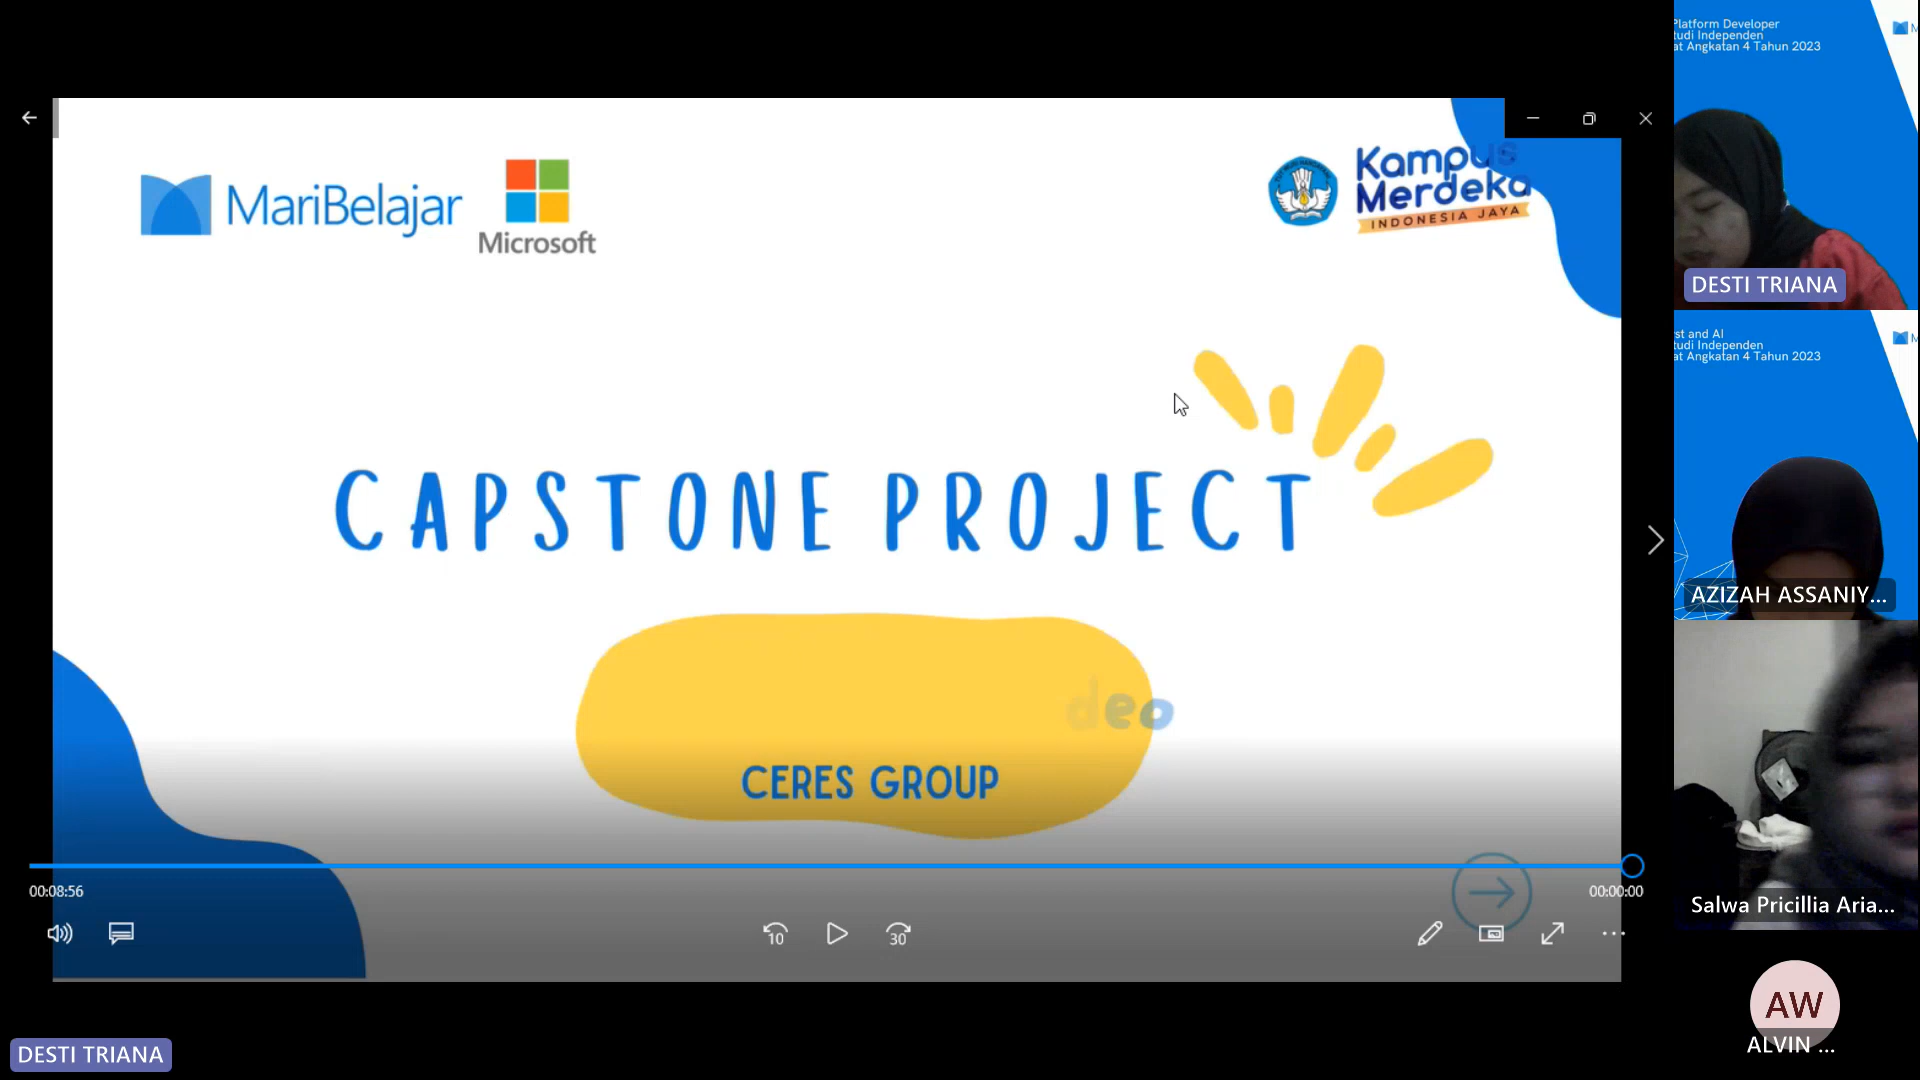 MariBelajar
Microsoft
Kampus
Merdeka
INDONESIA JAYA
CAPSTONE PROJECT
deo
CERES GROUP
00:08:56
00:00:00
10
30
DESTI TRIANA
Platform Developer
tudi Independen
at Angkatan 4 Tahun 2023
M
DESTI TRIANA
st and AI
tudi Independen
at Angkatan 4 Tahun 2023
M
AZIZAH ASSANIY...
Salwa Pricillia Aria...
AW
ALVIN ...